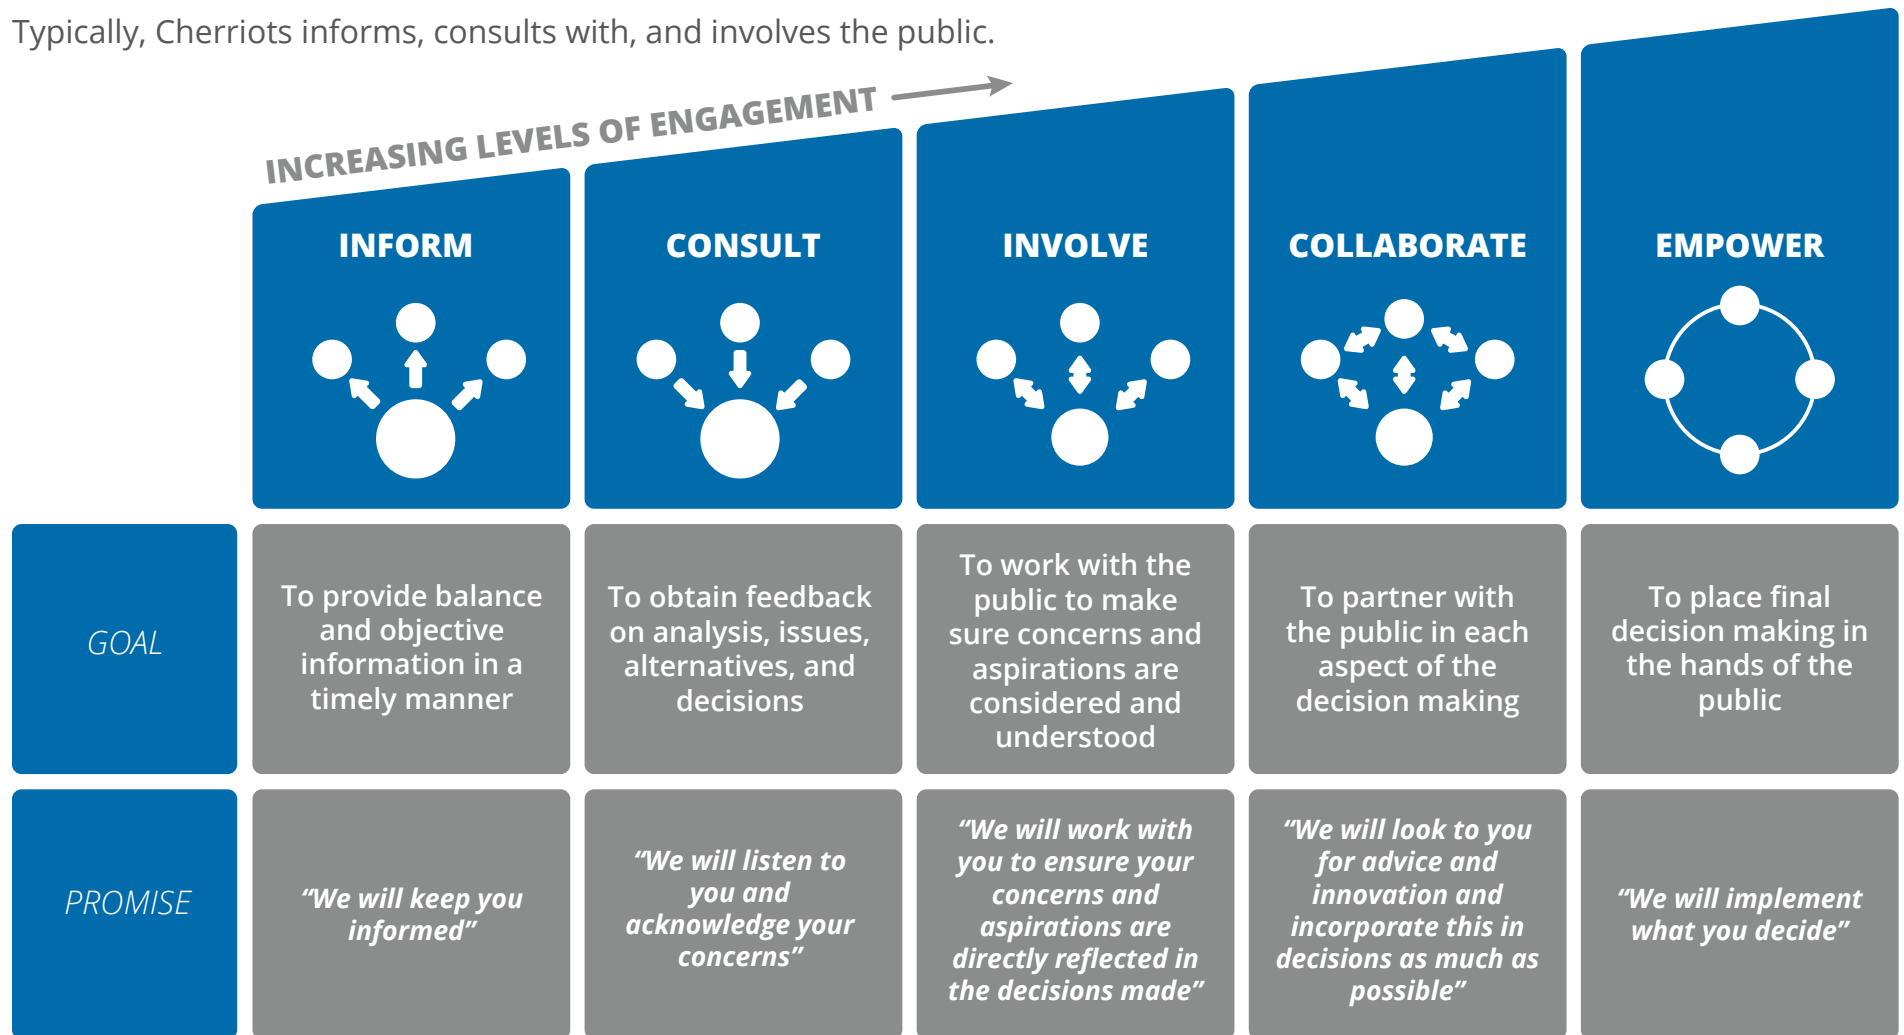 Typically, Cherriots informs, consults with, and involves the public.
INCREASING LEVELS OF ENGAGEMENT
INFORM
CONSULT
INVOLVE
COLLABORATE
EMPOWER
GOAL
To provide balance
and objective
information in a
timely manner
To obtain feedback
on analysis, issues,
alternatives, and
decisions
To work with the
public to make
sure concerns and
aspirations are
considered and
understood
To partner with
the public in each
aspect of the
decision making
To place final
decision making in
the hands of the
public
PROMISE
“We will keep you
informed”
“We will listen to
you and
acknowledge your
concerns”
“We will work with
you to ensure your
concerns and
aspirations are
directly reflected in
the decisions made”
“We will look to you
for advice and
innovation and
incorporate this in
decisions as much as
possible”
“We will implement
what you decide”